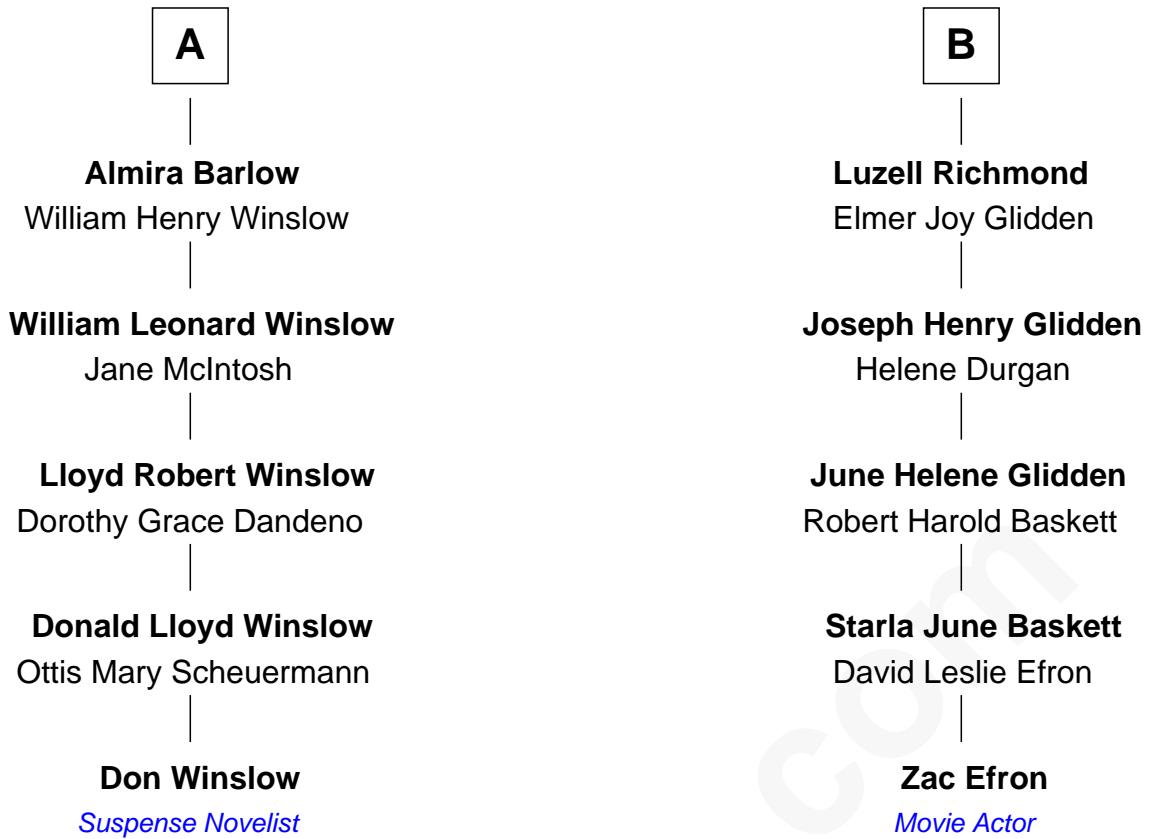 A
Almira Barlow
William Henry Winslow
William Leonard Winslow
Jane McIntosh
Lloyd Robert Winslow
Dorothy Grace Dandeno
Donald Lloyd Winslow
Ottis Mary Scheuermann
Don Winslow
Suspense Novelist
B
Luzell Richmond
Elmer Joy Glidden
Joseph Henry Glidden
Helene Durgan
June Helene Glidden
Robert Harold Baskett
Starla June Baskett
David Leslie Efron
Zac Efron
Movie Actor
com